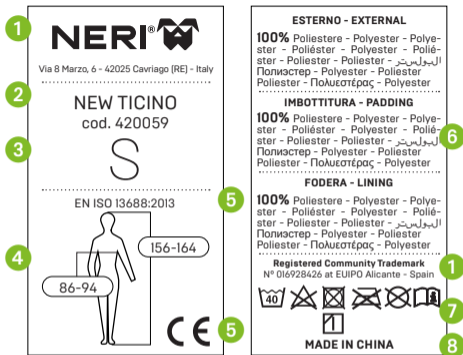 1
NERI®
Via 8 Marzo, 6 - 42025 Cavriago (RE) - Italy
2
NEW TICINO
cod. 420059
3
S
EN ISO 13688:2013
5
4
156-164
86-94
CE
5
ESTERNO - EXTERNAL
100% Poliestere - Polyester - Polye-
ster - Poliéster - Polyester - Polié-
ster - Poliester - البوليستر -
Полиэстер - Polyester - Poliester
Poliester - Πολυεστέρας - Polyester
IMBOTTITURA - PADDING
100% Poliestere - Polyester - Polye-
ster - Poliéster - Polyester - Polié-
ster - Poliester - البوليستر -
Полиэстер - Polyester - Poliester
Poliester - Πολυεστέρας - Polyester
6
FODERA - LINING
100% Poliestere - Polyester - Polye-
ster - Poliéster - Polyester - Polié-
ster - Poliester - البوليستر -
Полиэстер - Polyester - Poliester
Poliester - Πολυεστέρας - Polyester
Registered Community Trademark
N° 016928426 at EUIPO Alicante - Spain
1
40
7
1
MADE IN CHINA
8